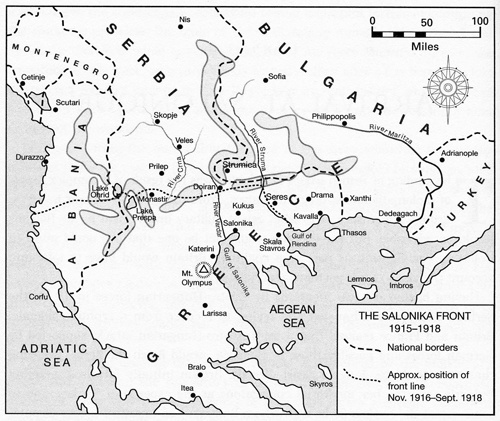 0
50
100
Miles
Nis
SERBIA
BULGARIA
MONTENEGRO
Cetinje
Scutari
Sofia
Skopje
Philippopolis
River Maritza
Veles
River Struma
Adrianople
Durazzo
ALBANIA
Prilep
River Crna
Strumica
TURKEY
Lake
Ohrid
Monastir
Doiran
Seres
Drama
Xanthi
Lake
Prespa
River Vardar
Kukus
Kavalla
Dedeagach
Salonika
Skala
Stavros
Gulf of
Rendina
Thasos
Katerini
Gulf of Salonika
Mt.
Olympus
Lemnos
Imbros
Corfu
Larissa
AEGEAN
SEA
GREECE
ADRIATIC
SEA
Bralo
Itea
Skyros
THE SALONIKA FRONT
1915–1918
National borders
Approx. position of
front line
Nov. 1916–Sept. 1918